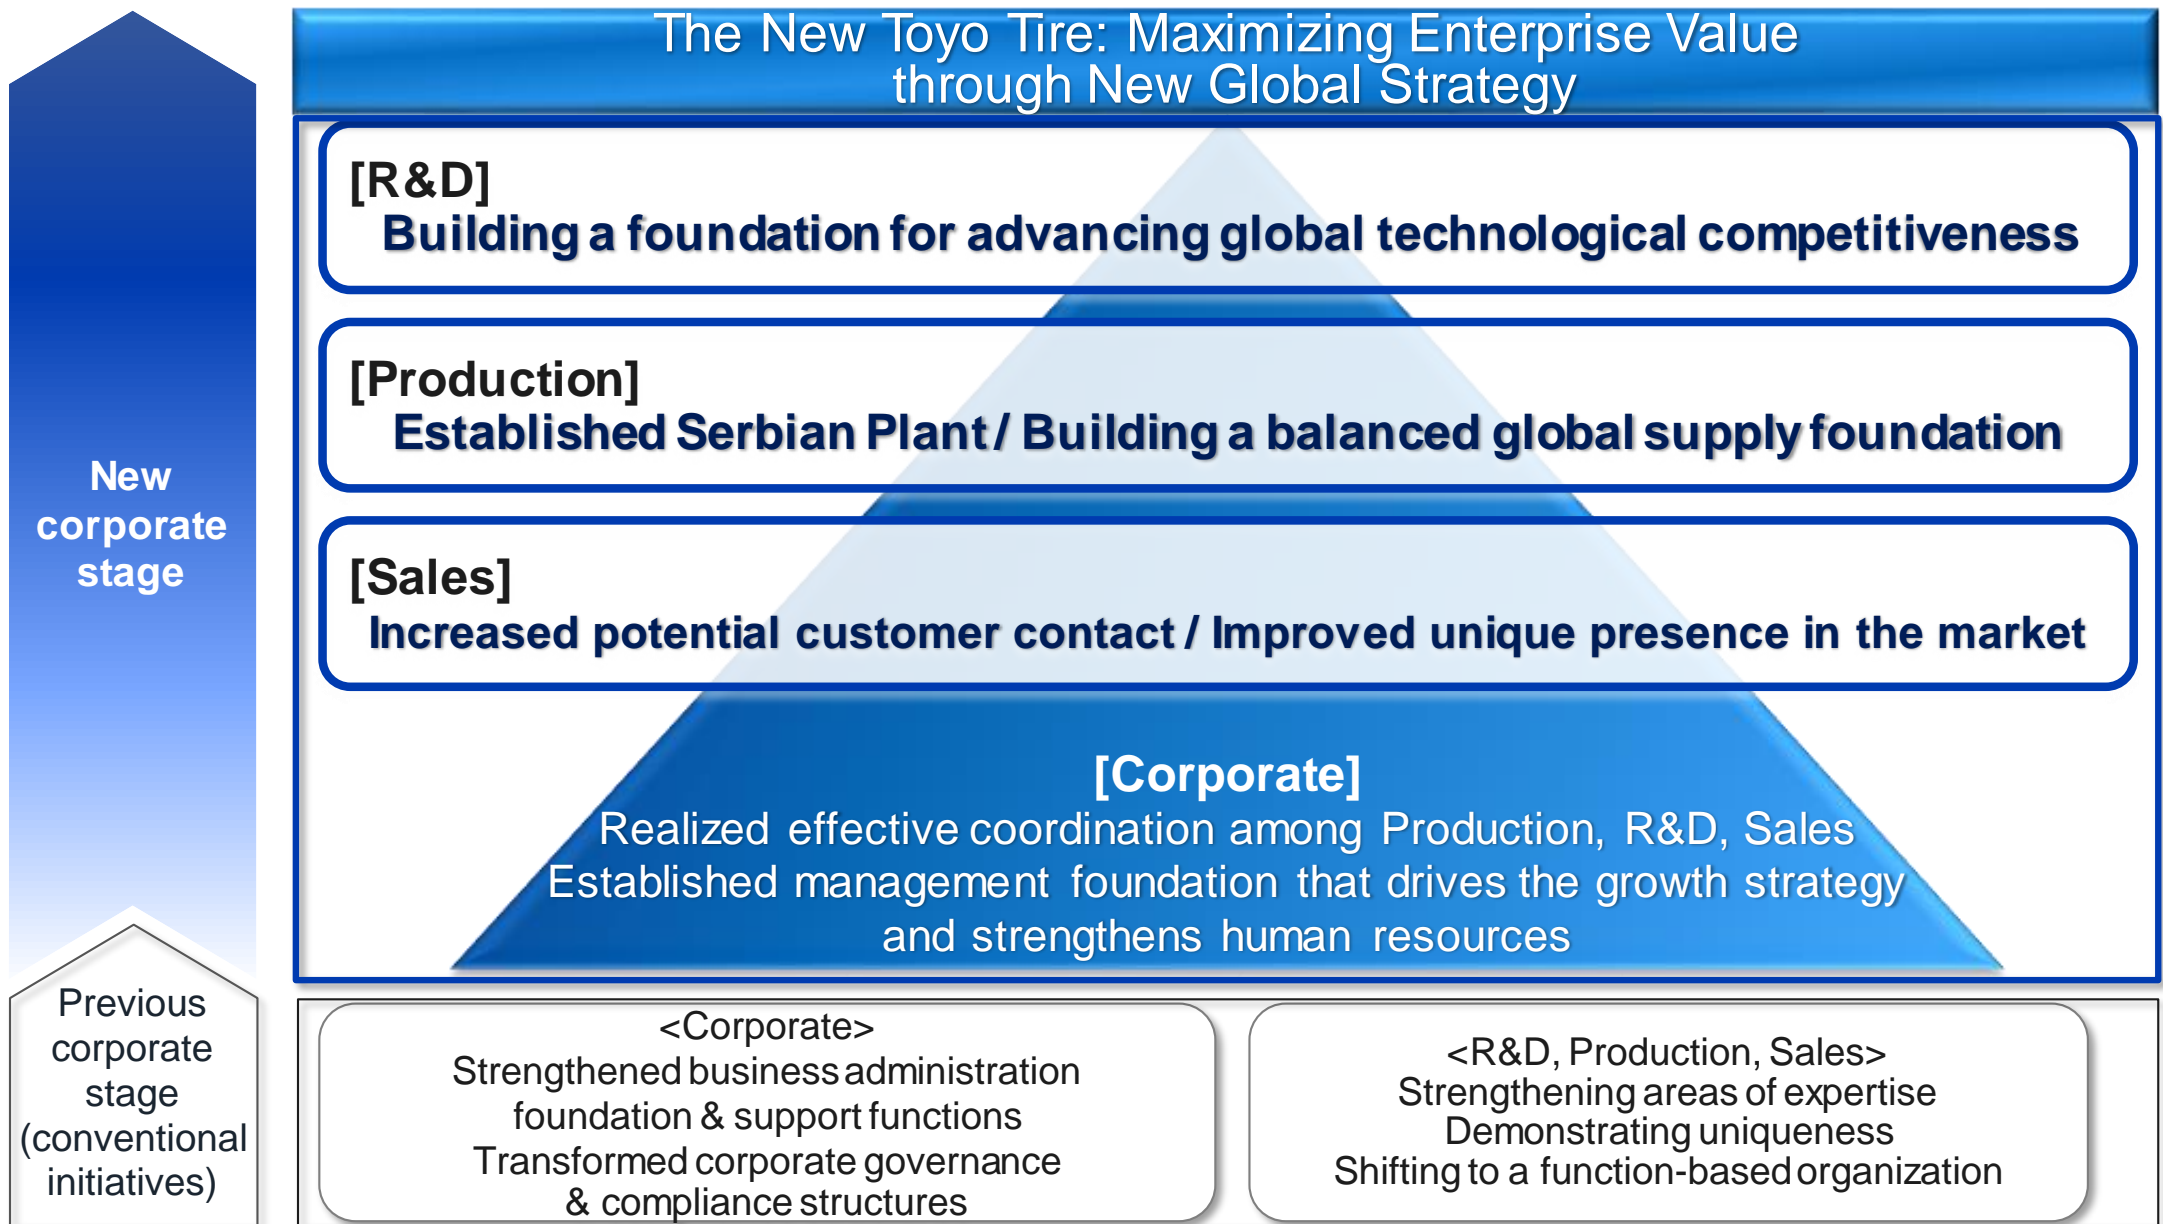 The New Toyo Tire: Maximizing Enterprise Value
through New Global Strategy
[R&D]
Building a foundation for advancing global technological competitiveness
[Production]
Established Serbian Plant / Building a balanced global supply foundation
[Sales]
Increased potential customer contact / Improved unique presence in the market
[Corporate]
Realized effective coordination among Production, R&D, Sales
Established management foundation that drives the growth strategy
and strengthens human resources
New
corporate
stage
Previous
corporate
stage
(conventional
initiatives)
<Corporate>
Strengthened business administration
foundation & support functions
Transformed corporate governance
& compliance structures
<R&D, Production, Sales>
Strengthening areas of expertise
Demonstrating uniqueness
Shifting to a function-based organization